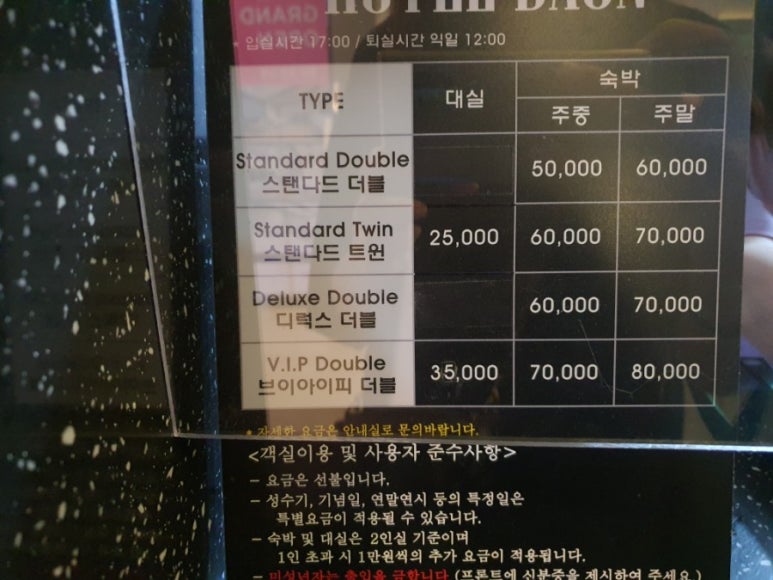 GRAND
HOTEL DAON
* 입실시간 17:00 / 퇴실시간 익일 12:00
TYPE 대실 숙박
주중 주말
Standard Double
스탠다드 더블 50,000 60,000
Standard Twin
스탠다드 트윈 25,000 60,000 70,000
Deluxe Double
디럭스 더블 60,000 70,000
V.I.P Double
브이아이피 더블 35,000 70,000 80,000
* 자세한 요금은 안내실로 문의바랍니다.
<객실이용 및 사용자 준수사항>
- 요금은 선불입니다.
- 성수기, 기념일, 연말연시 등의 특정일은
특별요금이 적용될 수 있습니다.
- 숙박 및 대실은 2인실 기준이며
1인 초과 시 1만원씩의 추가 요금이 적용됩니다.
- 미성년자는 출입을 금합니다 (프론트에 신분증을 제시하여 주세요)